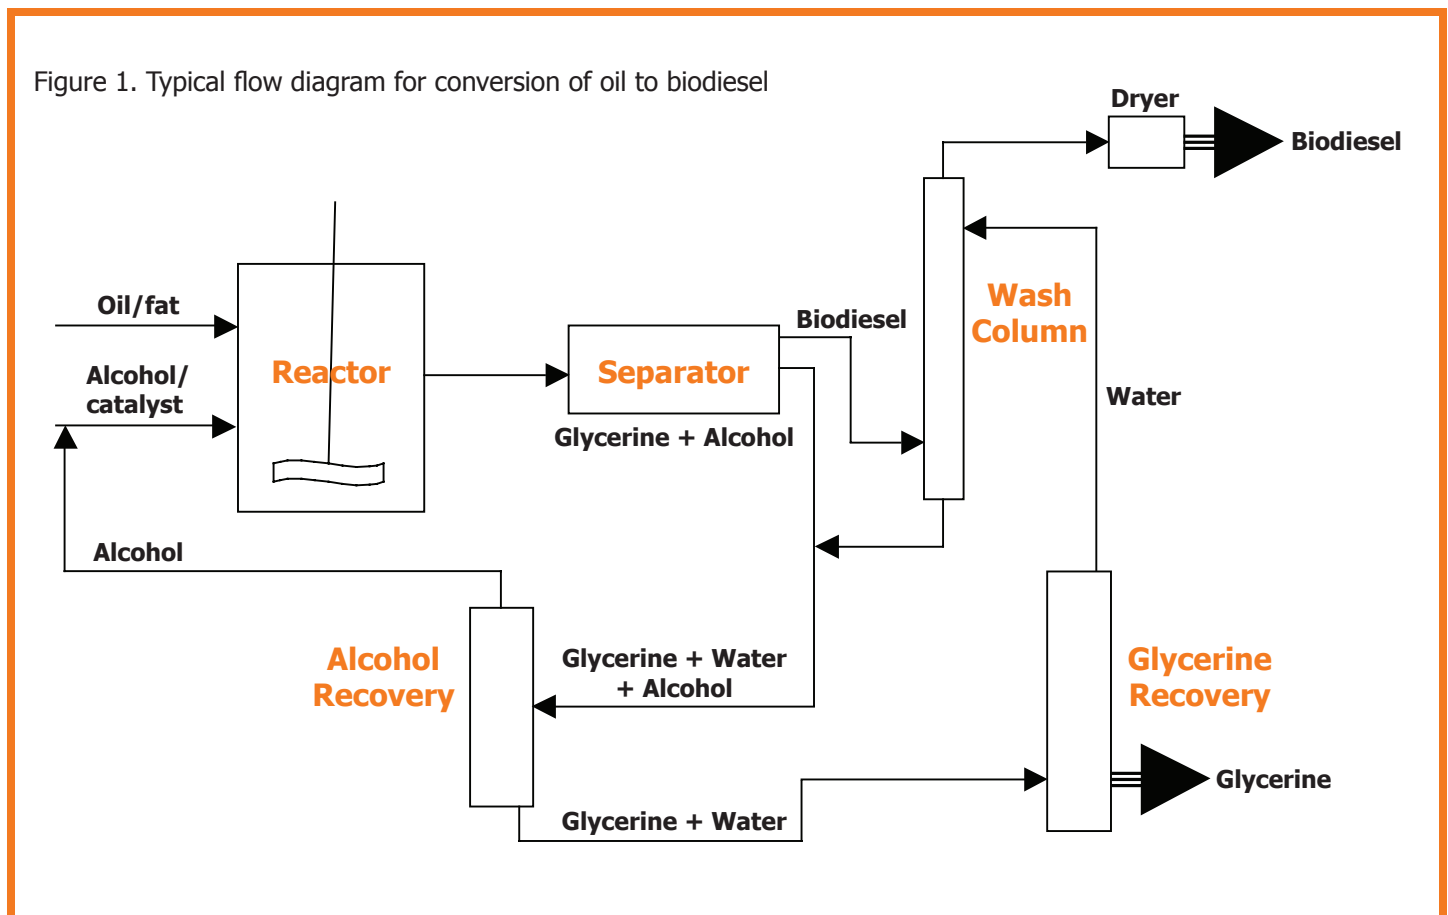 Figure 1. Typical flow diagram for conversion of oil to biodiesel
Dryer
Biodiesel
Oil/fat
Alcohol/
catalyst
Reactor
Separator
Biodiesel
Glycerine + Alcohol
Wash
Column
Water
Alcohol
Alcohol
Recovery
Glycerine + Water
+ Alcohol
Glycerine
Recovery
Glycerine
Glycerine + Water